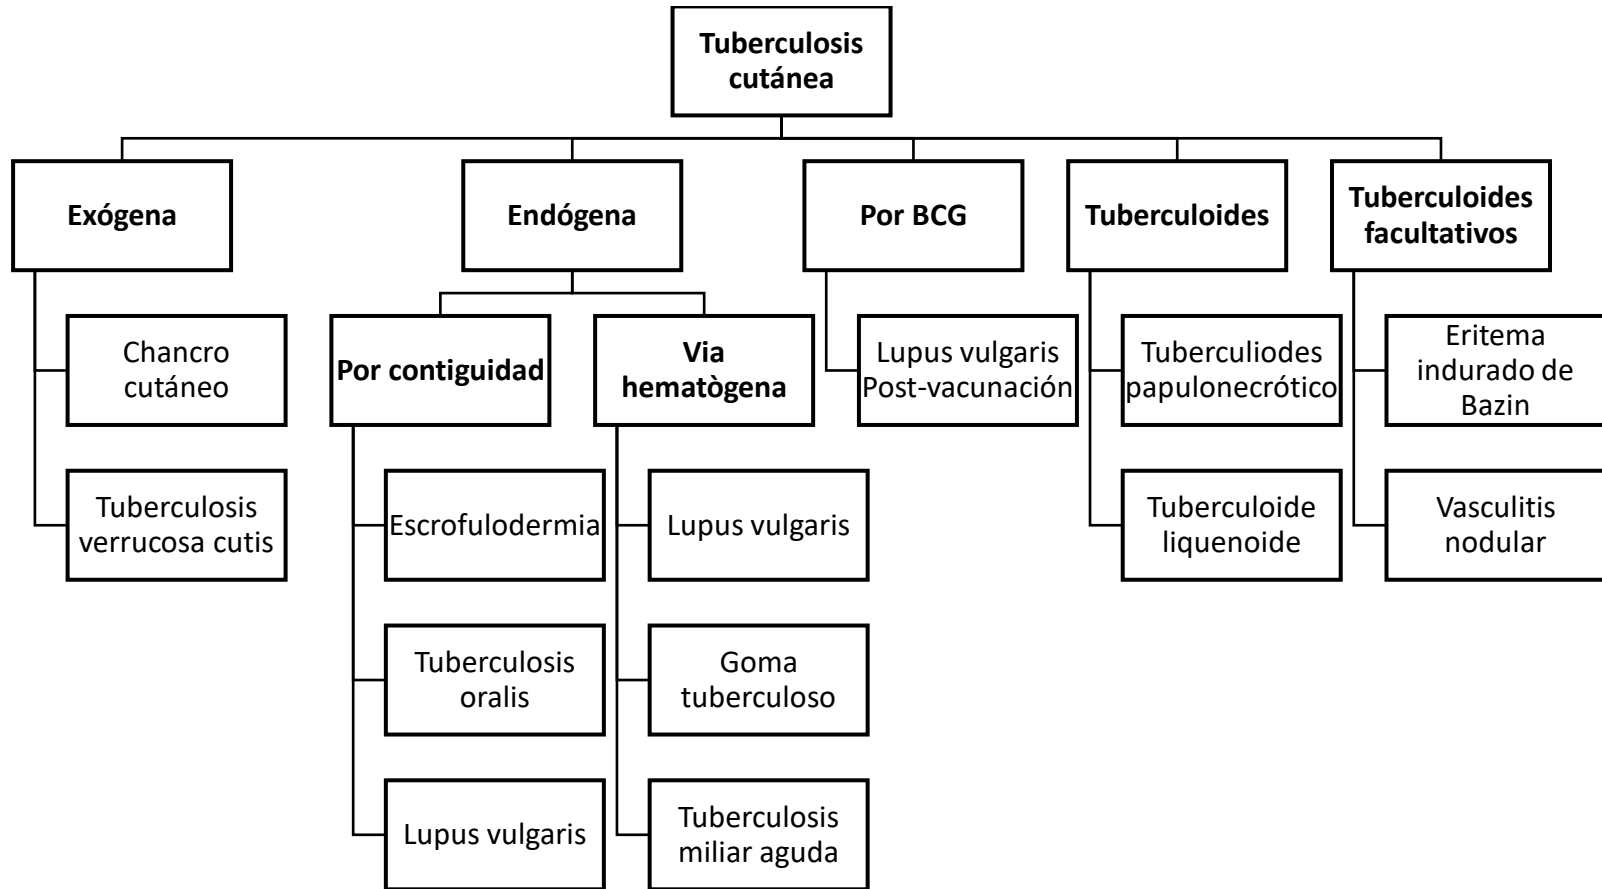 Tuberculosis
cutánea
Exógena
Endógena
Por BCG
Tuberculoides
Tuberculoides
facultativos
Chancro
cutáneo
Tuberculosis
verrucosa cutis
Por contiguidad
Escrofulodermia
Tuberculosis
oralis
Lupus vulgaris
Via
hematògena
Lupus vulgaris
Goma
tuberculoso
Tuberculosis
miliar aguda
Lupus vulgaris
Post-vacunación
Tuberculiodes
papulonecrótico
Tuberculoide
liquenoide
Eritema
indurado de
Bazin
Vasculitis
nodular